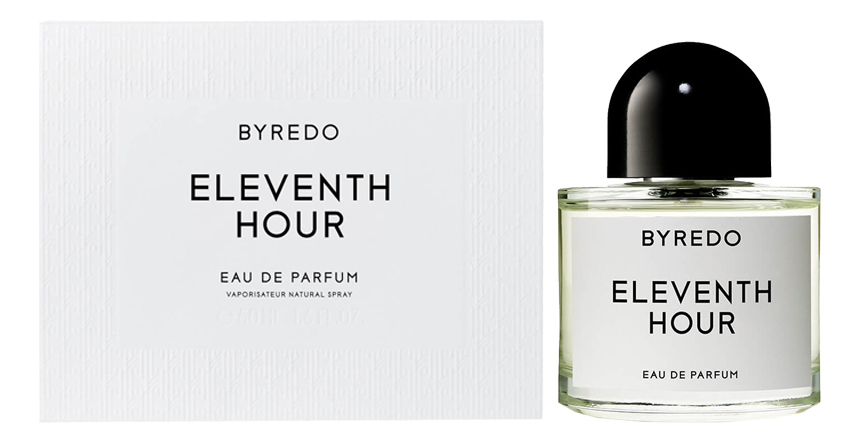 BYREDO
ELEVENTH
HOUR
EAU DE PARFUM
VAPORISATEUR NATURAL SPRAY
BYREDO
ELEVENTH
HOUR
EAU DE PARFUM